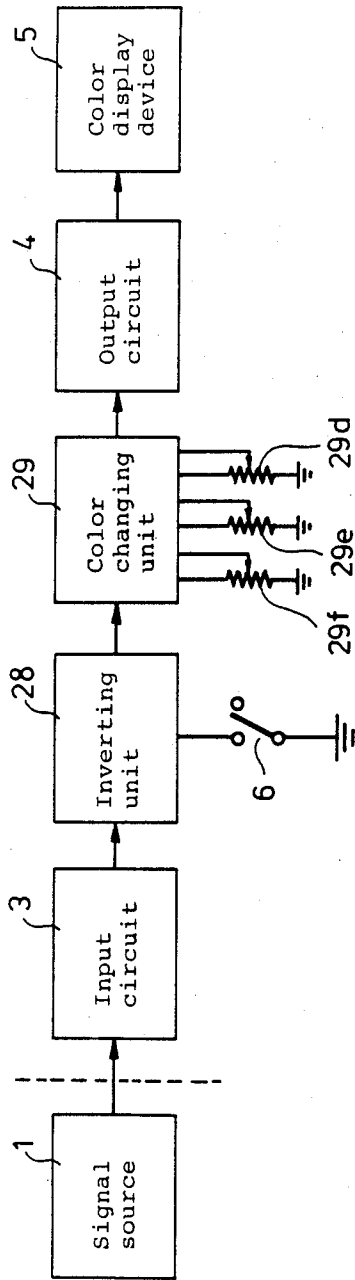 1
Signal
source
3
Input
circuit
28
Inverting
unit
6
29
Color
changing
unit
29f
29e
29d
4
Output
circuit
5
Color
display
device